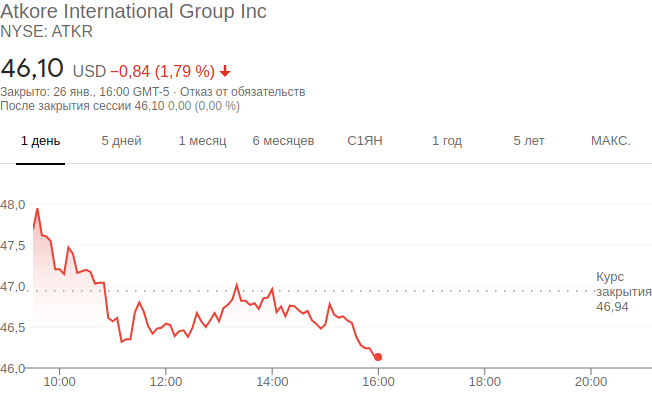 Atkore International Group Inc
NYSE: ATKR
46,10 USD −0,84 (1,79 %)
Закрыто: 26 янв., 16:00 GMT-5 · Отказ от обязательств
После закрытия сессии 46,10 0,00 (0,00 %)
1 день 5 дней 1 месяц 6 месяцев С1ЯН 1 год 5 лет МАКС.
48,0
47,5
47,0
Курс
закрытия
46,94
46,5
46,0
10:00 12:00 14:00 16:00 18:00 20:00